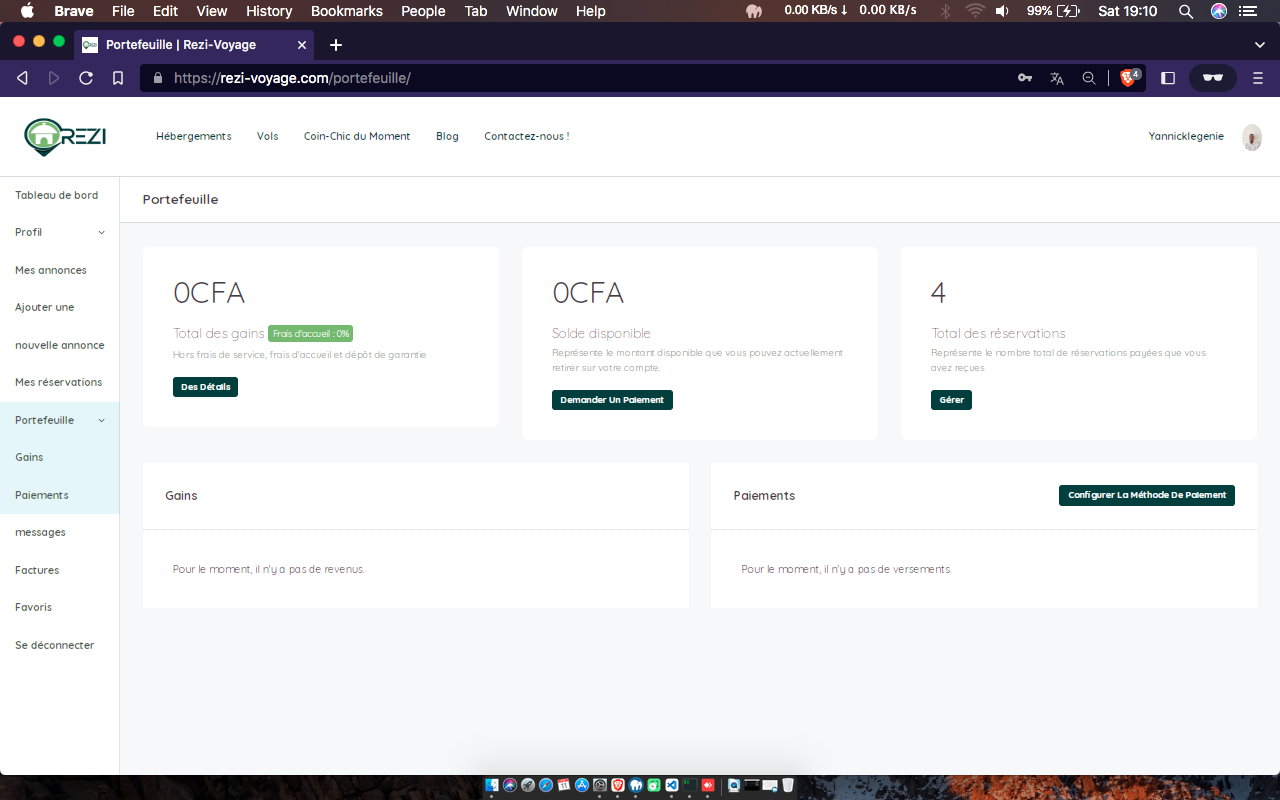 Brave File Edit View History Bookmarks People Tab Window Help 0.00 KB/s ↓ 0.00 KB/s 99% Sat 19:10
Portefeuille | Rezi-Voyage
https://rezi-voyage.com/portefeuille/ 4
REZI Hébergements Vols Coin-Chic du Moment Blog Contactez-nous ! Yannicklegenie
Tableau de bord
Profil
Mes annonces
Ajouter une
nouvelle annonce
Mes réservations
Portefeuille
Gains
Paiements
messages
Factures
Favoris
Se déconnecter
Portefeuille
0CFA
Total des gains Frais d'accueil : 0%
Hors frais de service, frais d'accueil et dépôt de garantie
Des Détails
0CFA
Solde disponible
Représente le montant disponible que vous pouvez actuellement
retirer sur votre compte.
Demander Un Paiement
4
Total des réservations
Représente le nombre total de réservations payées que vous
avez reçues
Gérer
Gains
Pour le moment, il n'y a pas de revenus.
Paiements Configurer La Méthode De Paiement
Pour le moment, il n'y a pas de versements.